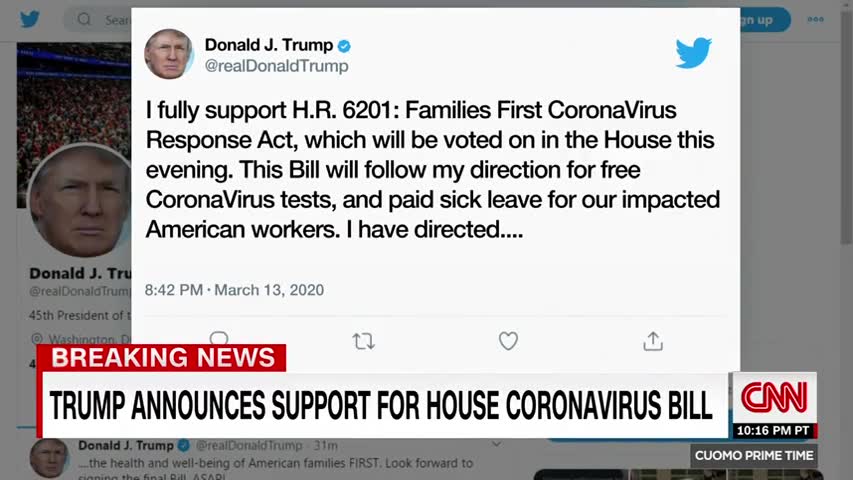 Sear
gn up
Donald J. Trump
@realDonaldTrump
I fully support H.R. 6201: Families First CoronaVirus
Response Act, which will be voted on in the House this
evening. This Bill will follow my direction for free
CoronaVirus tests, and paid sick leave for our impacted
American workers. I have directed....
8:42 PM · March 13, 2020
Donald J. Tru
@realDonaldTrum
45th President of t
Washington, D
4
BREAKING NEWS
TRUMP ANNOUNCES SUPPORT FOR HOUSE CORONAVIRUS BILL
CNN
10:16 PM PT
CUOMO PRIME TIME
Donald J. Trump @realDonaldTrump · 31m
....the health and well-being of American families FIRST. Look forward to
signing the final Bill, ASAP!